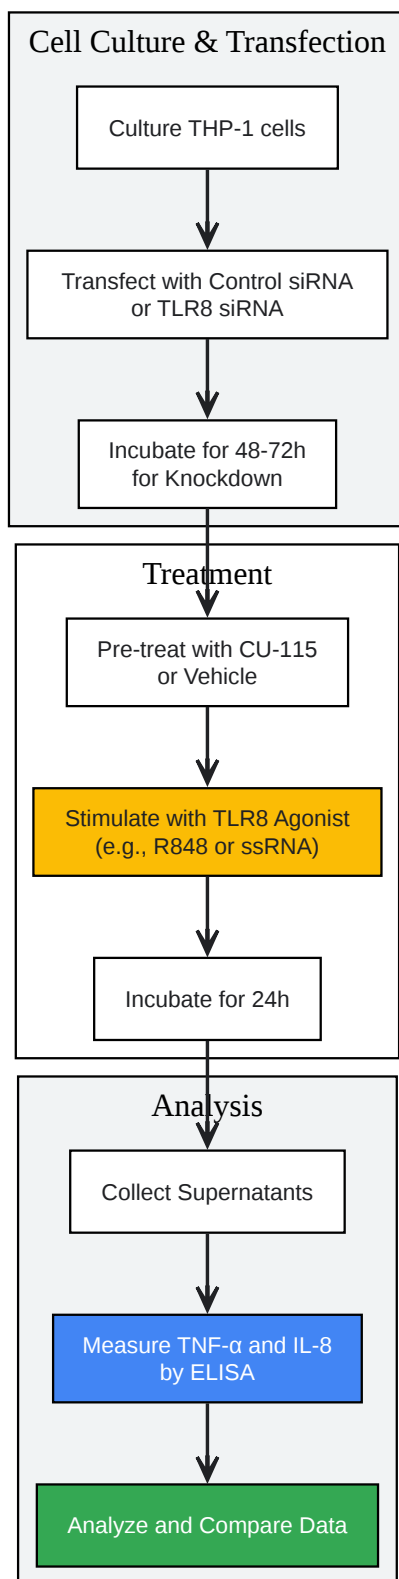 Cell Culture & Transfection
Culture THP-1 cells
Transfect with Control siRNA
or TLR8 siRNA
Incubate for 48-72h
for Knockdown
Treatment
Pre-treat with CU-115
or Vehicle
Stimulate with TLR8 Agonist
(e.g., R848 or ssRNA)
Incubate for 24h
Analysis
Collect Supernatants
Measure TNF-α and IL-8
by ELISA
Analyze and Compare Data